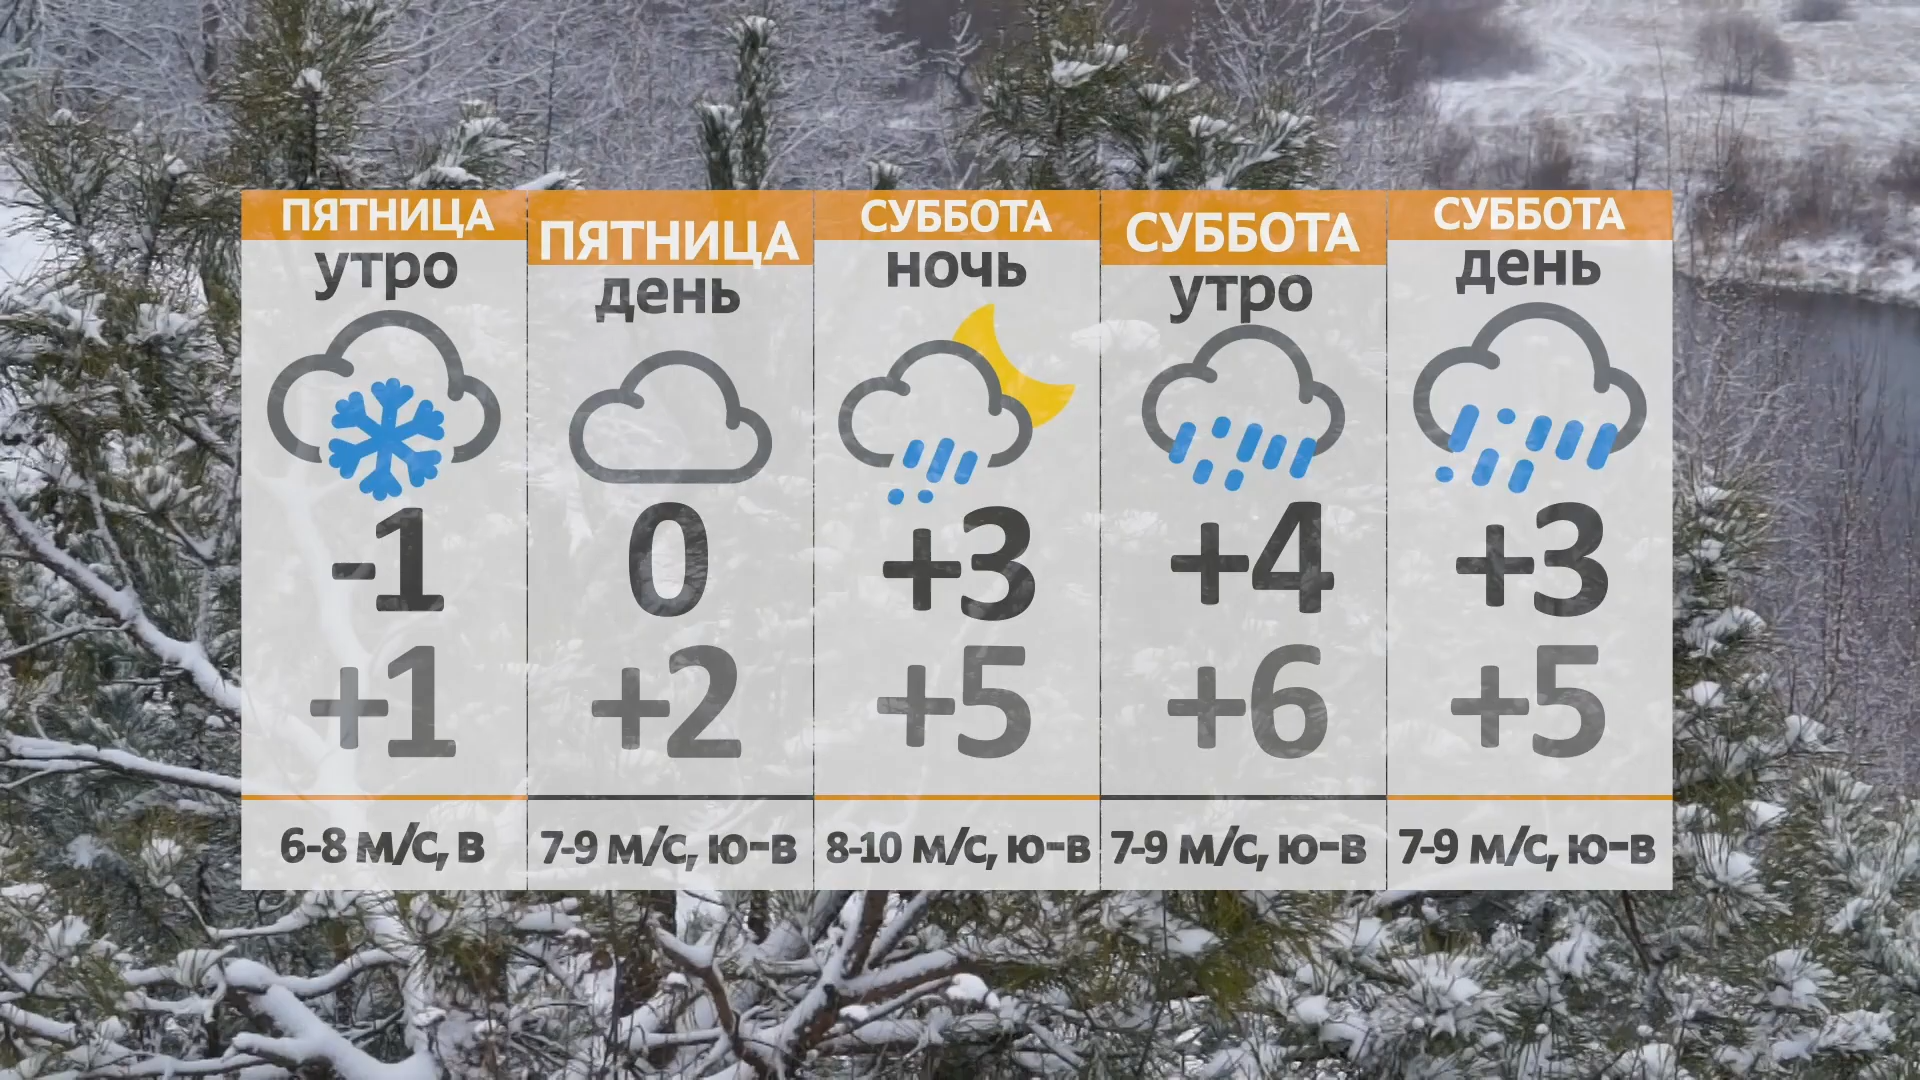 ПЯТНИЦА
утро
-1
+1
6-8 м/с, в
ПЯТНИЦА
день
0
+2
7-9 м/с, ю-в
СУББОТА
ночь
+3
+5
8-10 м/с, ю-в
СУББОТА
утро
+4
+6
7-9 м/с, ю-в
СУББОТА
день
+3
+5
7-9 м/с, ю-в